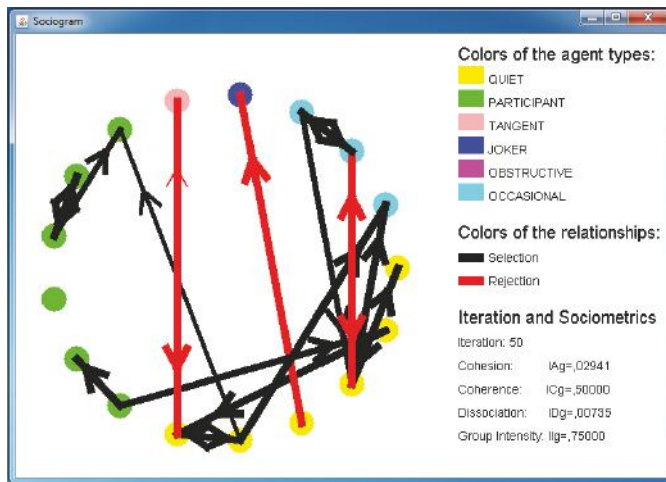 Sociogram
Colors of the agent types:
QUIET
PARTICIPANT
TANGENT
JOKER
OBSTRUCTIVE
OCCASIONAL
Colors of the relationships:
Selection
Rejection
Iteration and Sociometrics
Iteration: 50
Cohesion: IAg=,02941
Coherence: ICg=,50000
Dissociation: IDg=,00735
Group Intensity: IIg=,75000